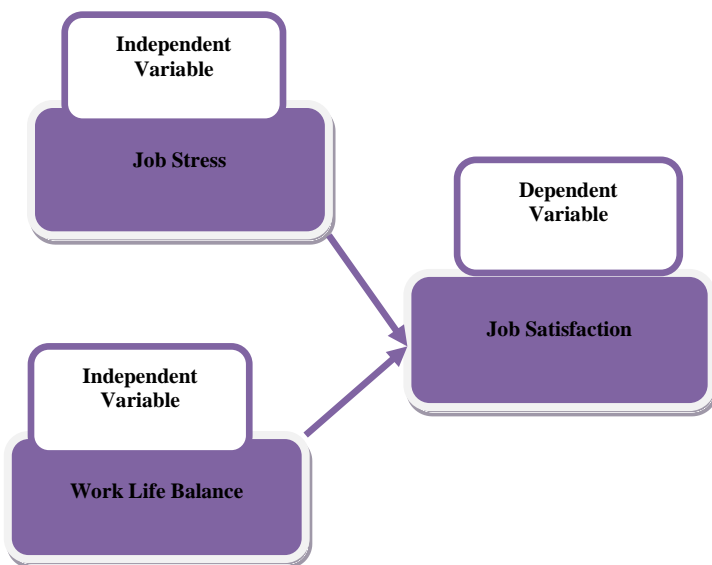 Independent
Variable
Job Stress
Dependent
Variable
Job Satisfaction
Independent
Variable
Work Life Balance